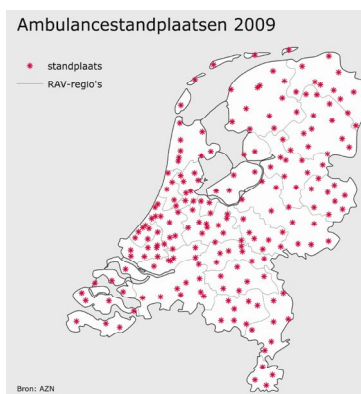 Ambulancestandplaatsen 2009
standplaats
RAV-regio's
Bron: AZN